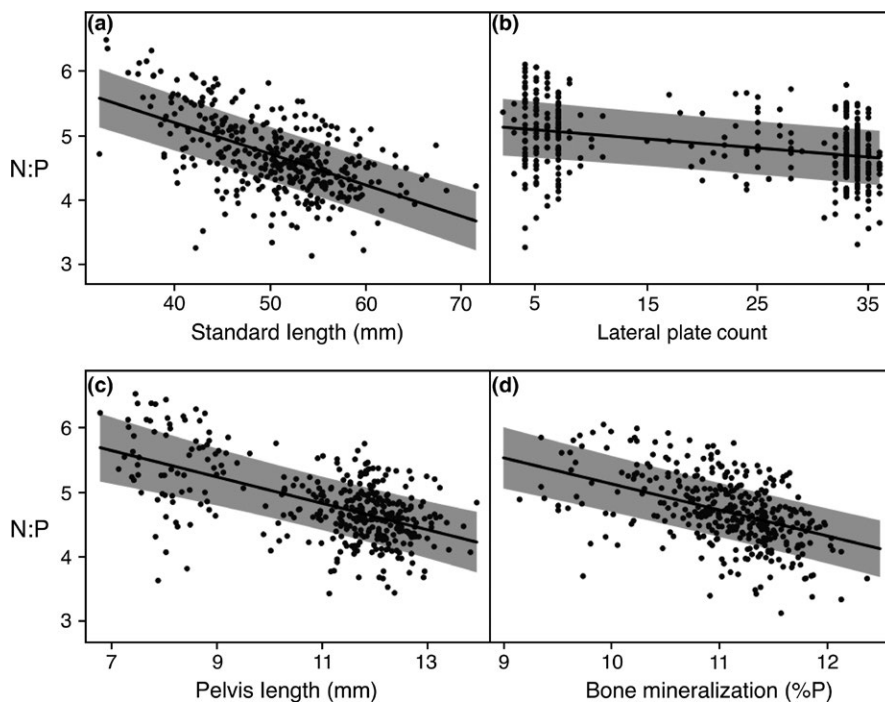 (a) (b)
6
5
N:P
4
3
40 50 60 70 5 15 25 35
Standard length (mm) Lateral plate count
(c) (d)
6
5
N:P
4
3
7 9 11 13 9 10 11 12
Pelvis length (mm) Bone mineralization (%P)